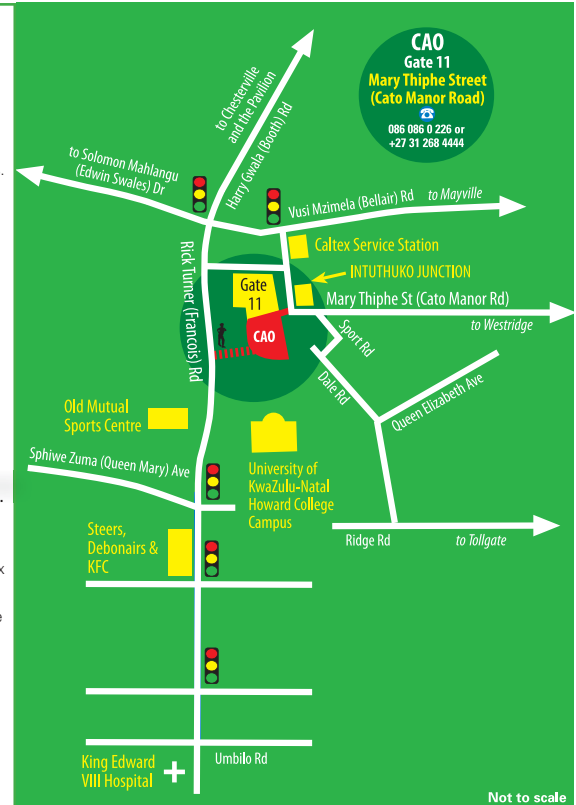 CAO
Gate 11
Mary Thiphe Street
(Cato Manor Road)
086 086 0 226 or
+27 31 268 4444
to Chesterville
and the Pavilion
Harry Gwala (Booth) Rd
to Solomon Mahlangu
(Edwin Swales) Dr
Vusi Mzimela (Bellair) Rd
to Mayville
Caltex Service Station
INTUTHUKO JUNCTION
Rick Turner (Francois) Rd
Gate
11
CAO
Mary Thiphe St (Cato Manor Rd)
to Westridge
Sport Rd
Dale Rd
Queen Elizabeth Ave
Old Mutual
Sports Centre
Sphiwe Zuma (Queen Mary) Ave
University of
KwaZulu-Natal
Howard College
Campus
Steers,
Debonairs &
KFC
Ridge Rd
to Tollgate
Umbilo Rd
King Edward
VIII Hospital
Not to scale